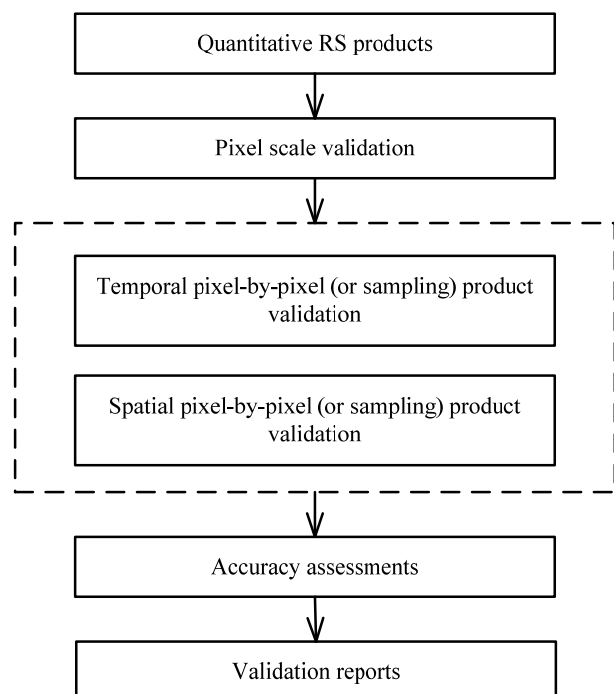 Quantitative RS products
Pixel scale validation
Temporal pixel-by-pixel (or sampling) product
validation
Spatial pixel-by-pixel (or sampling) product
validation
Accuracy assessments
Validation reports